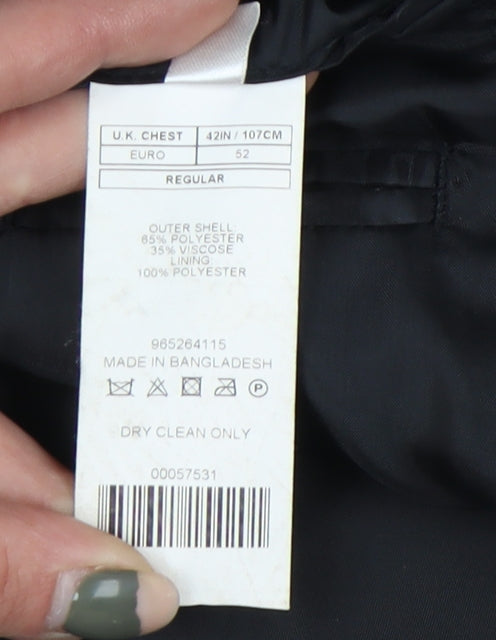 U.K. CHEST 42IN / 107CM
EURO 52
REGULAR
OUTER SHELL:
65% POLYESTER
35% VISCOSE
LINING:
100% POLYESTER
965264115
MADE IN BANGLADESH
P
DRY CLEAN ONLY
00057531